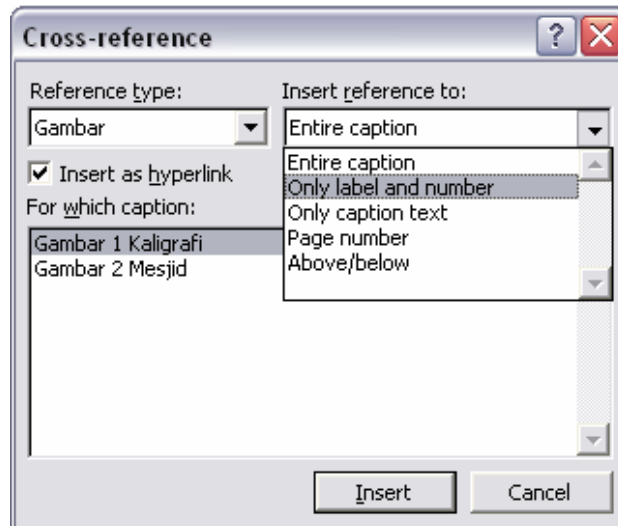 Cross-reference
Reference type:
Insert reference to:
Gambar
Entire caption
Insert as hyperlink
Entire caption
Only label and number
Only caption text
Page number
Above/below
For which caption:
Gambar 1 Kaligrafi
Gambar 2 Mesjid
Insert
Cancel